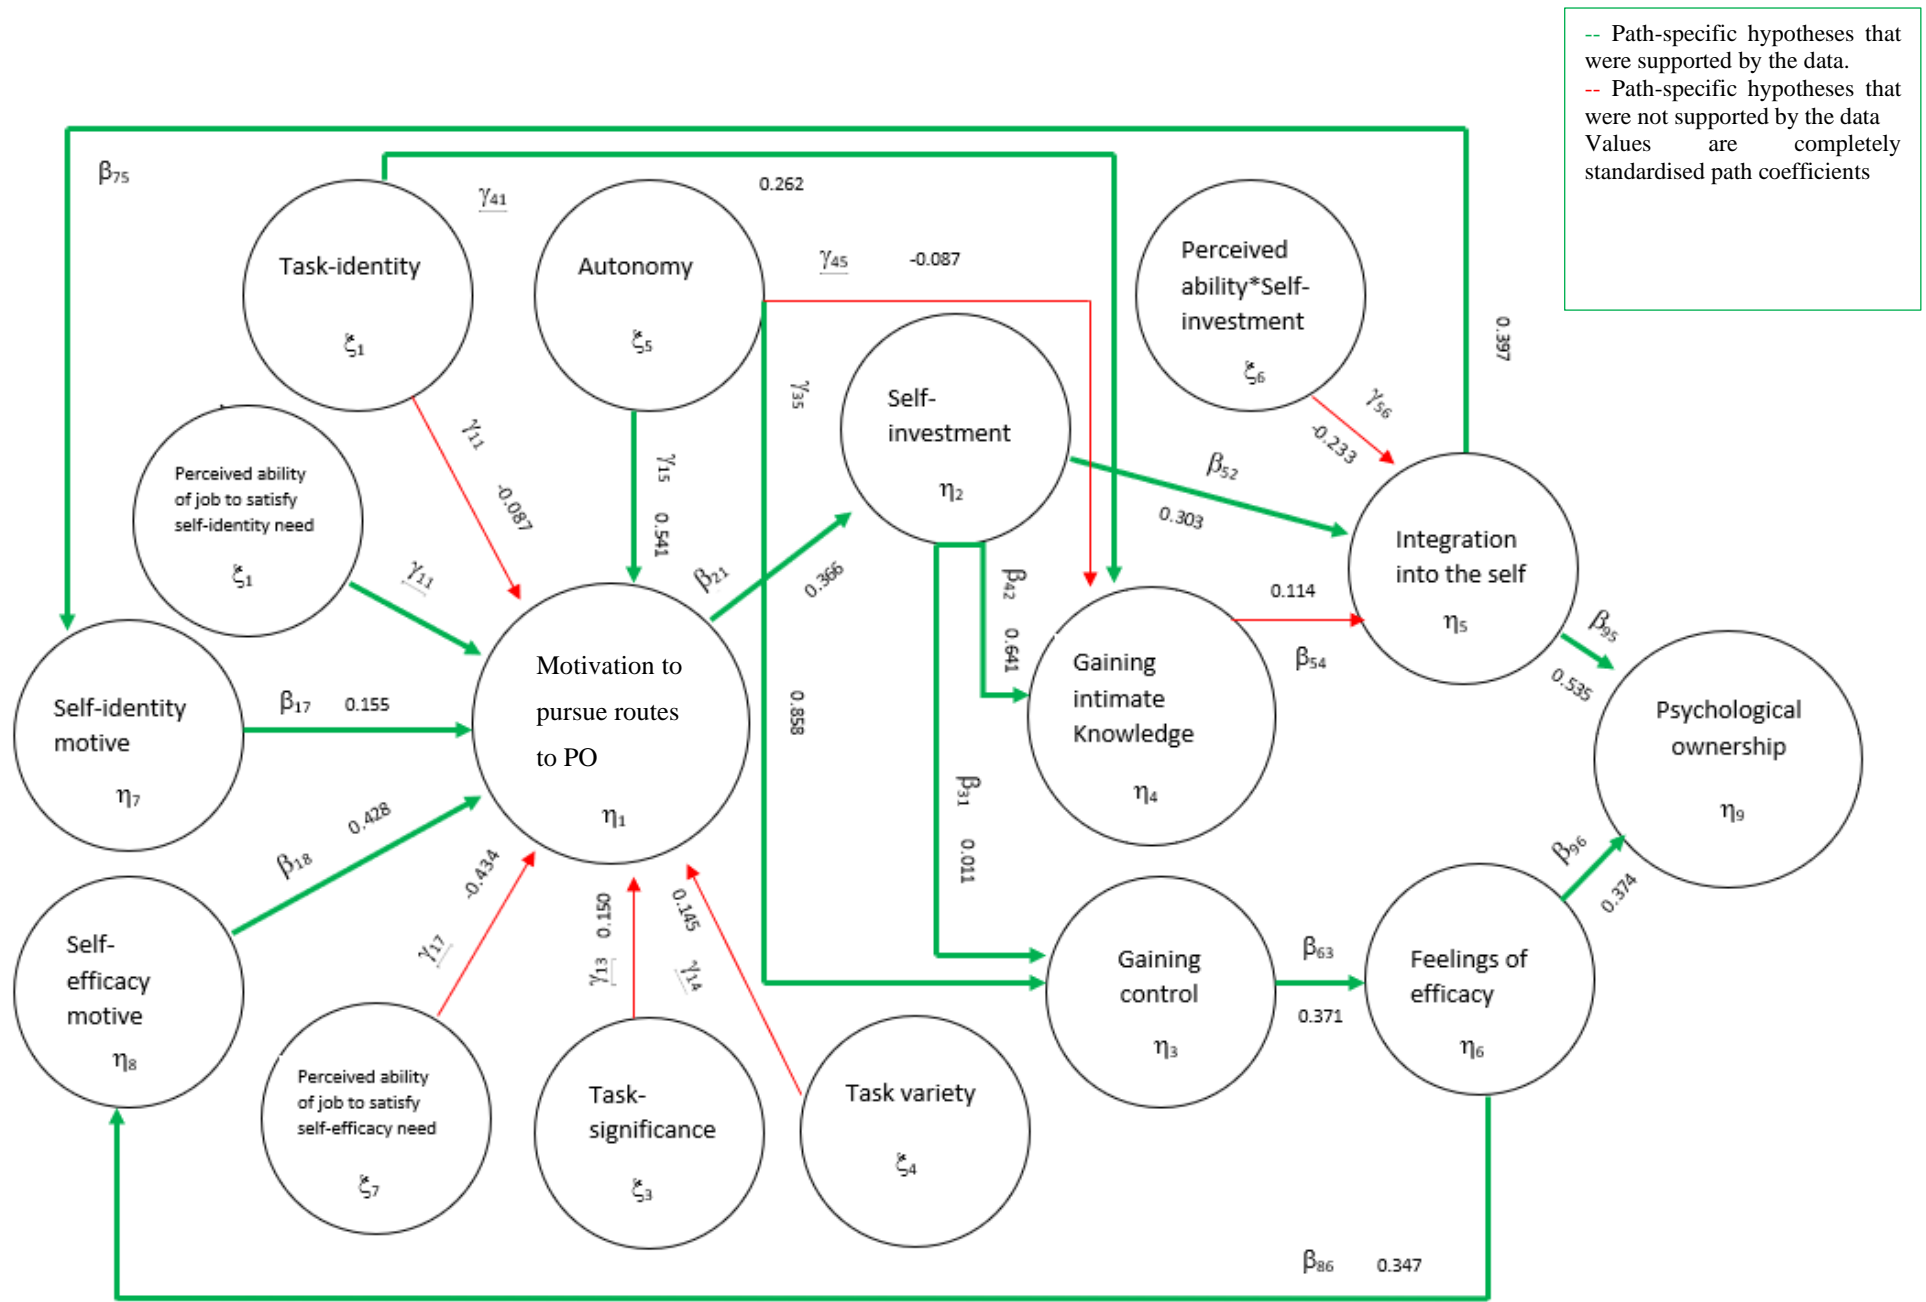 -- Path-specific hypotheses that
were supported by the data.
-- Path-specific hypotheses that
were not supported by the data
Values are completely
standardised path coefficients
β75
γ41
0.262
Task-identity
ξ1
Autonomy
ξ5
γ45 -0.087
Perceived
ability*Self-
investment
ξ6
0.397
γ35
γ56
-0.233
Self-
investment
η2
γ11
-0.087
γ15
0.541
Perceived ability
of job to satisfy
self-identity need
ξ1
γ11
β52
0.303
Integration
into the self
η5
β21
0.366
β42
0.641
0.114
β54
β95
0.535
Motivation to
pursue routes
to PO
η1
Gaining
intimate
Knowledge
η4
Self-identity
motive
η7
β17 0.155
0.858
Psychological
ownership
η9
β31
0.011
β18
0.428
β96
0.374
-0.434
γ17
γ13 0.150
0.145
γ14
Self-
efficacy
motive
η8
Gaining
control
η3
β63
0.371
Feelings of
efficacy
η6
Perceived ability
of job to satisfy
self-efficacy need
ξ7
Task-
significance
ξ3
Task variety
ξ4
β86 0.347